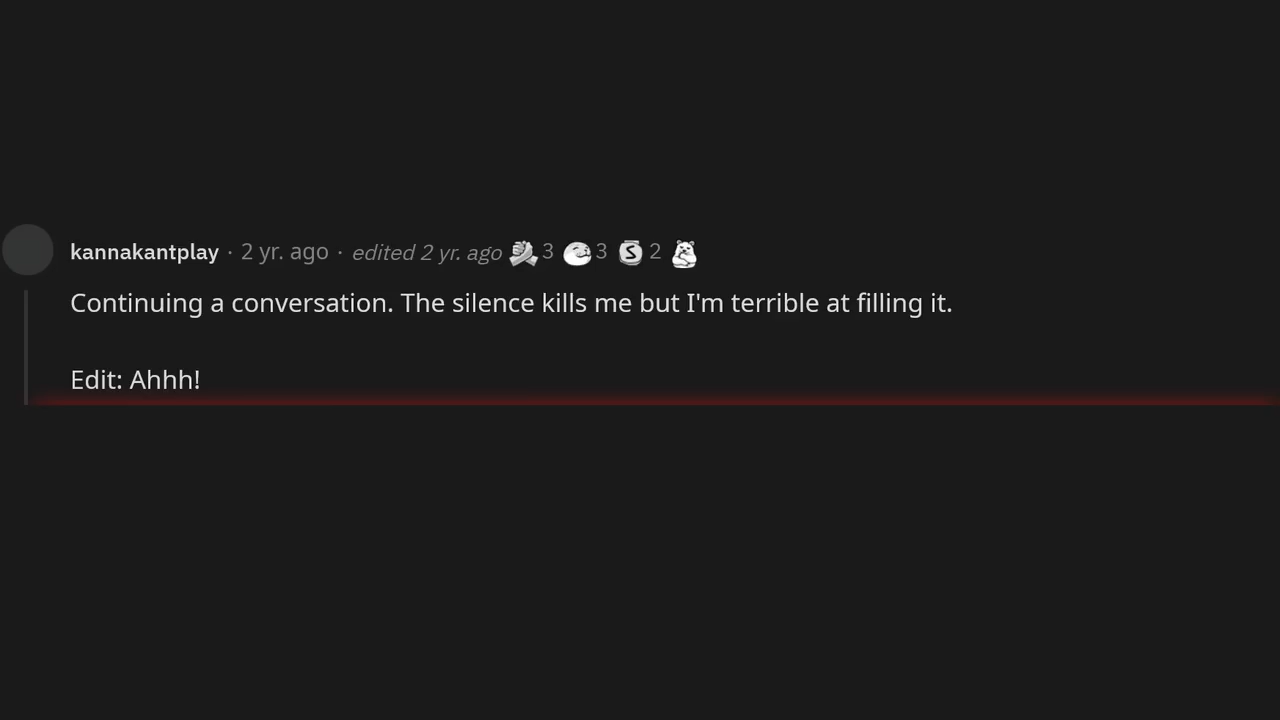 kannakantplay · 2 yr. ago · edited 2 yr. ago 3 3 S 2
Continuing a conversation. The silence kills me but I'm terrible at filling it.
Edit: Ahhh!